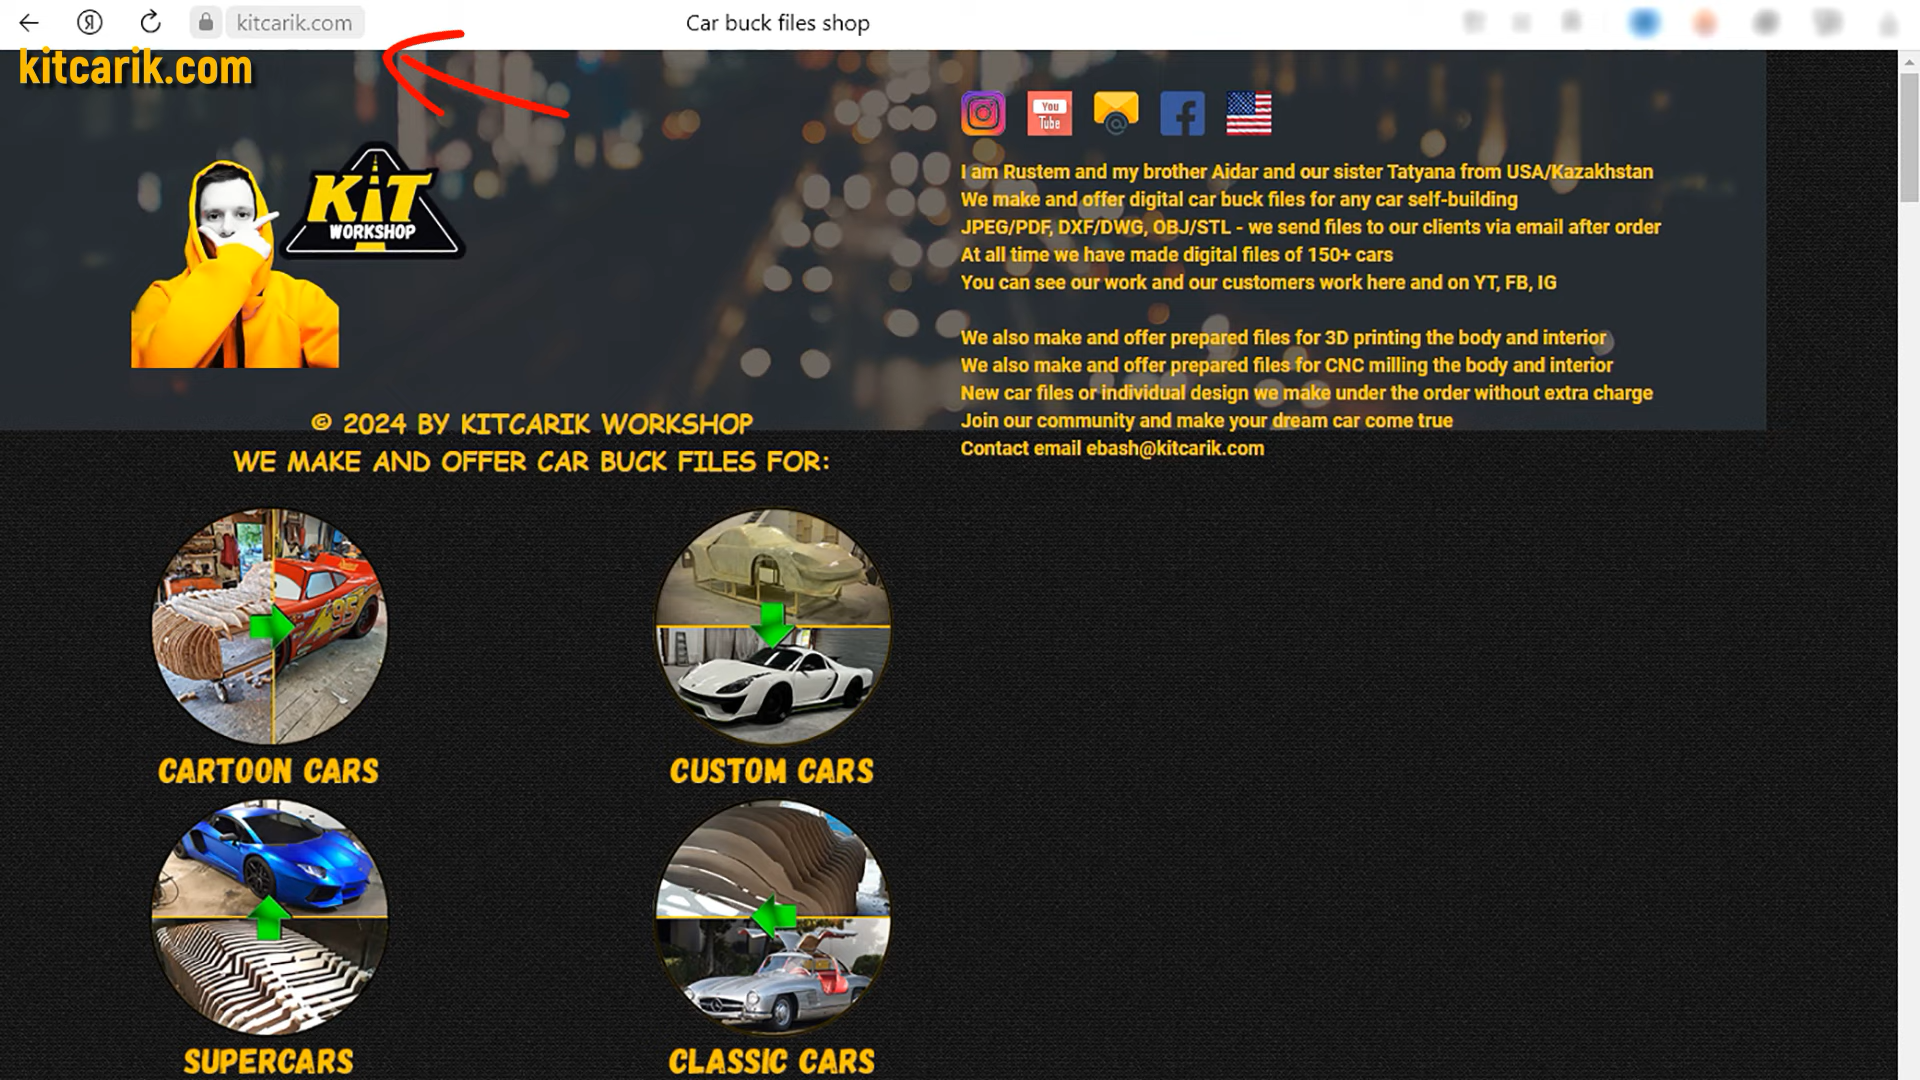 Я
kitcarik.com
Car buck files shop
kitcarik.com
KiT
WORKSHOP
You
Tube
@
I am Rustem and my brother Aidar and our sister Tatyana from USA/Kazakhstan
We make and offer digital car buck files for any car self-building
JPEG/PDF, DXF/DWG, OBJ/STL - we send files to our clients via email after order
At all time we have made digital files of 150+ cars
You can see our work and our customers work here and on YT, FB, IG
We also make and offer prepared files for 3D printing the body and interior
We also make and offer prepared files for CNC milling the body and interior
New car files or individual design we make under the order without extra charge
Join our community and make your dream car come true
Contact email ebash@kitcarik.com
© 2024 BY KITCARIK WORKSHOP
WE MAKE AND OFFER CAR BUCK FILES FOR:
95
CARTOON CARS
CUSTOM CARS
SUPERCARS
CLASSIC CARS